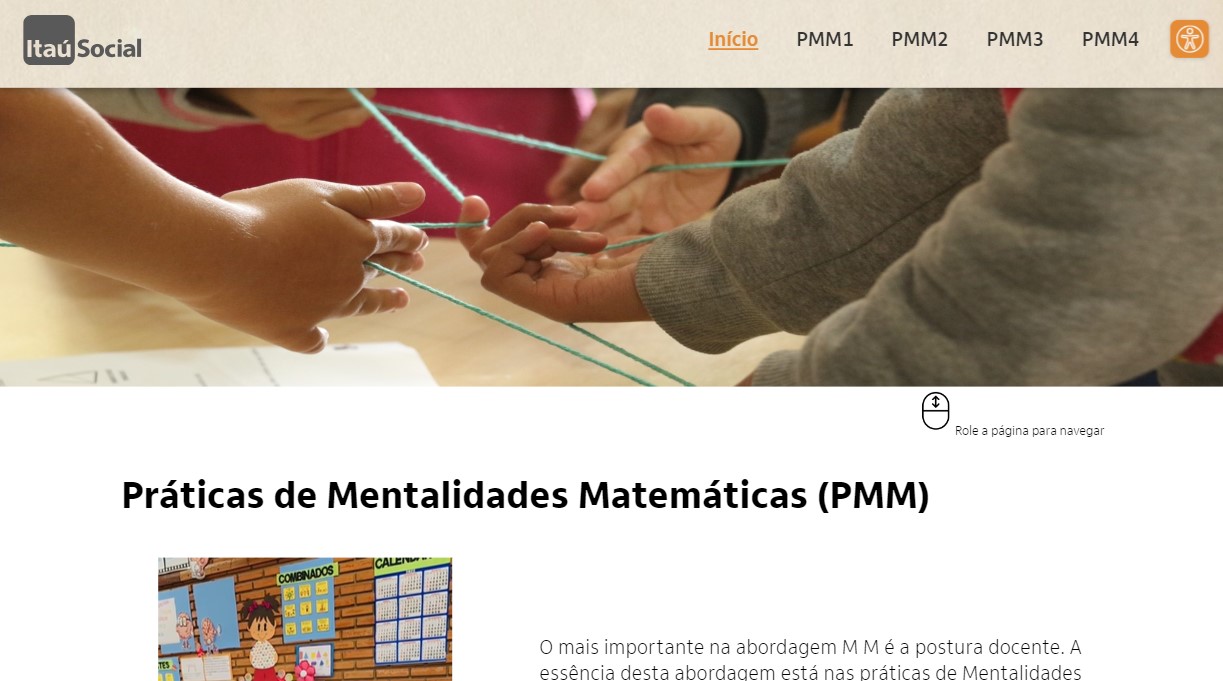 Itaú Social
Início PMM1 PMM2 PMM3 PMM4
Role a página para navegar
Práticas de Mentalidades Matemáticas (PMM)
COMBINADOS
O mais importante na abordagem M M é a postura docente. A
essência desta abordagem está nas práticas de Mentalidades